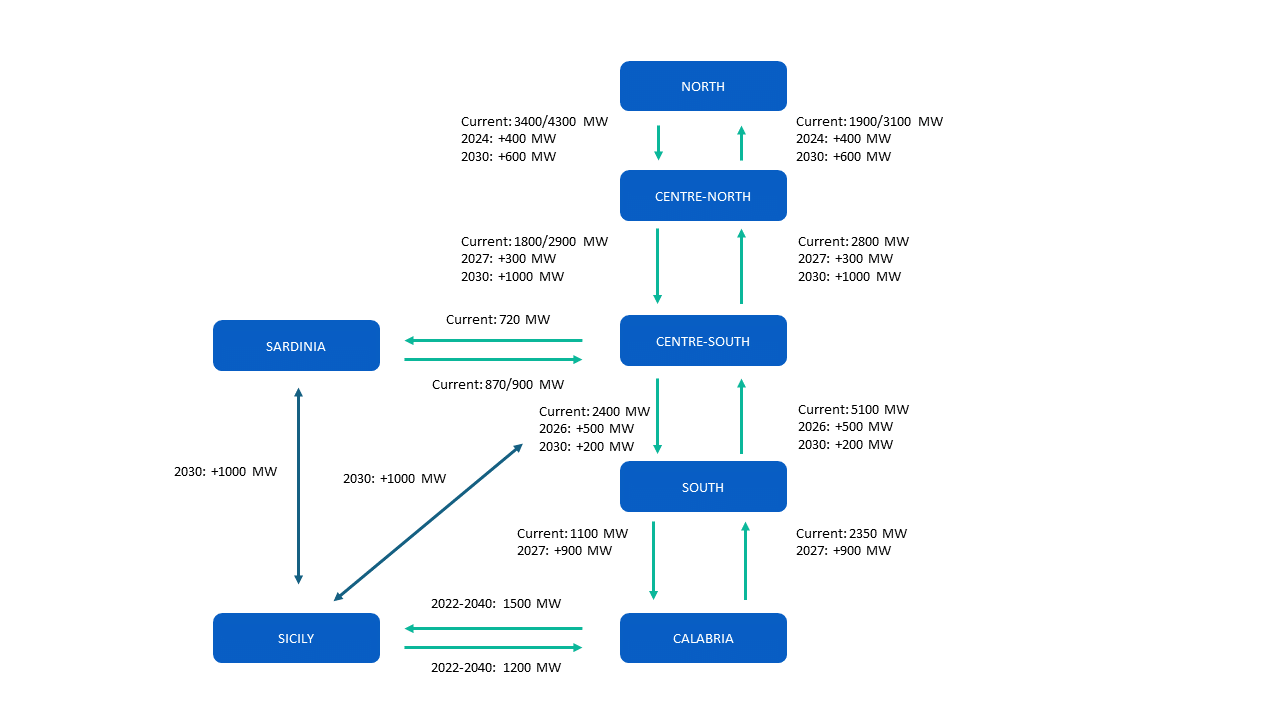 NORTH
Current: 3400/4300 MW
2024: +400 MW
2030: +600 MW
Current: 1900/3100 MW
2024: +400 MW
2030: +600 MW
CENTRE-NORTH
Current: 1800/2900 MW
2027: +300 MW
2030: +1000 MW
Current: 2800 MW
2027: +300 MW
2030: +1000 MW
SARDINIA
Current: 720 MW
Current: 870/900 MW
CENTRE-SOUTH
Current: 2400 MW
2026: +500 MW
2030: +200 MW
Current: 5100 MW
2026: +500 MW
2030: +200 MW
2030: +1000 MW
2030: +1000 MW
SOUTH
Current: 1100 MW
2027: +900 MW
Current: 2350 MW
2027: +900 MW
SICILY
2022-2040: 1500 MW
2022-2040: 1200 MW
CALABRIA